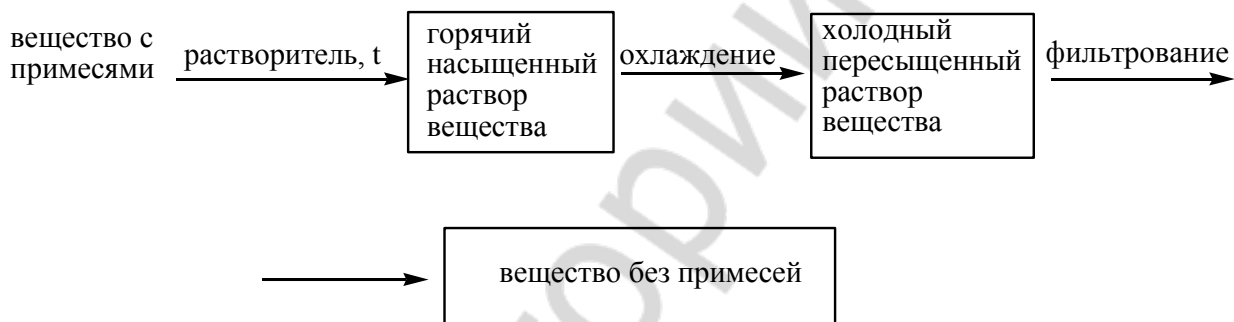 вещество с
примесями
растворитель, t
горячий
насыщенный
раствор
вещества
охлаждение
холодный
пересыщенный
раствор
вещества
фильтрование
вещество без примесей